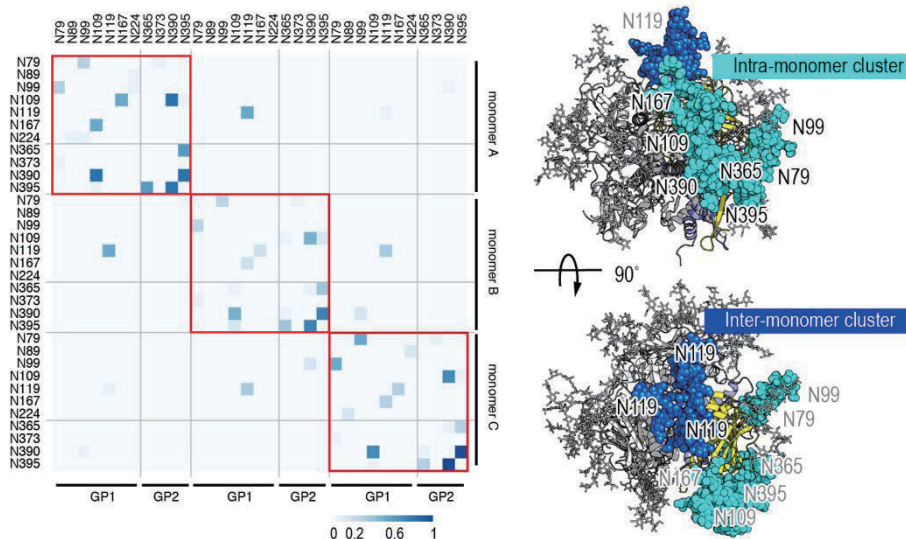 N79 N89 N99 N109 N119 N167 N224 N365 N373 N390 N395 N79 N89 N99 N109 N119 N167 N224 N365 N373 N390 N395 N79 N89 N99 N109 N119 N167 N224 N365 N373 N390 N395
N79
N89
N99
N109
N119
N167
N224
N365
N373
N390
N395
monomer A
N79
N89
N99
N109
N119
N167
N224
N365
N373
N390
N395
monomer B
N79
N89
N99
N109
N119
N167
N224
N365
N373
N390
N395
monomer C
GP1 GP2 GP1 GP2 GP1 GP2
0 0.2 0.6 1
N119
Intra-monomer cluster
N167
N99
N109
N365
N79
N390
N395
90°
Inter-monomer cluster
N119
N99
N119
N79
N119
N167
N365
N395
N109